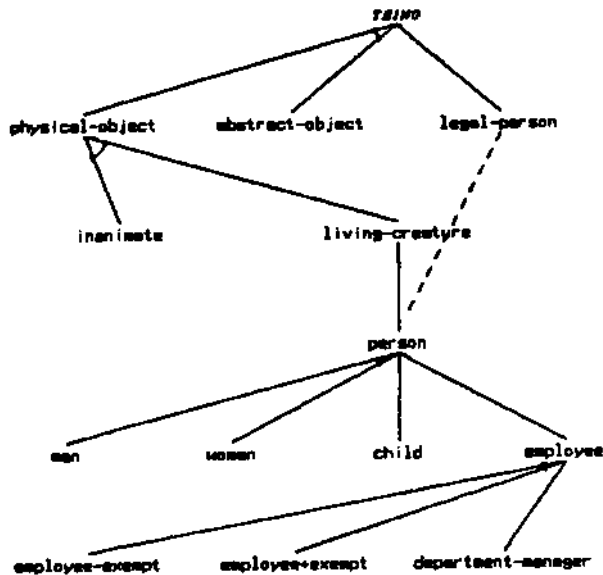 THING
physical-object abstract-object legal-person
inanimate living-creature
person
man woman child employee
employee-exempt employee+exempt department-manager